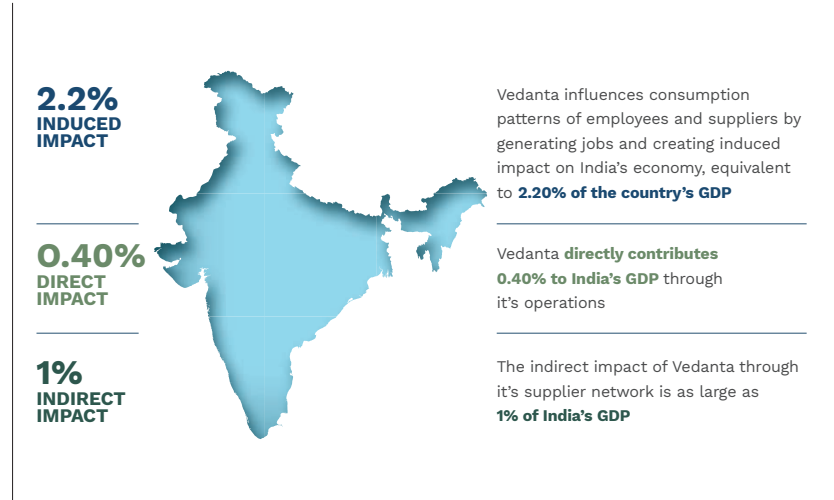 2.2%
INDUCED
IMPACT
Vedanta influences consumption
patterns of employees and suppliers by
generating jobs and creating induced
impact on India’s economy, equivalent
to 2.20% of the country’s GDP
0.40%
DIRECT
IMPACT
Vedanta directly contributes
0.40% to India’s GDP through
it’s operations
1%
INDIRECT
IMPACT
The indirect impact of Vedanta through
it’s supplier network is as large as
1% of India’s GDP